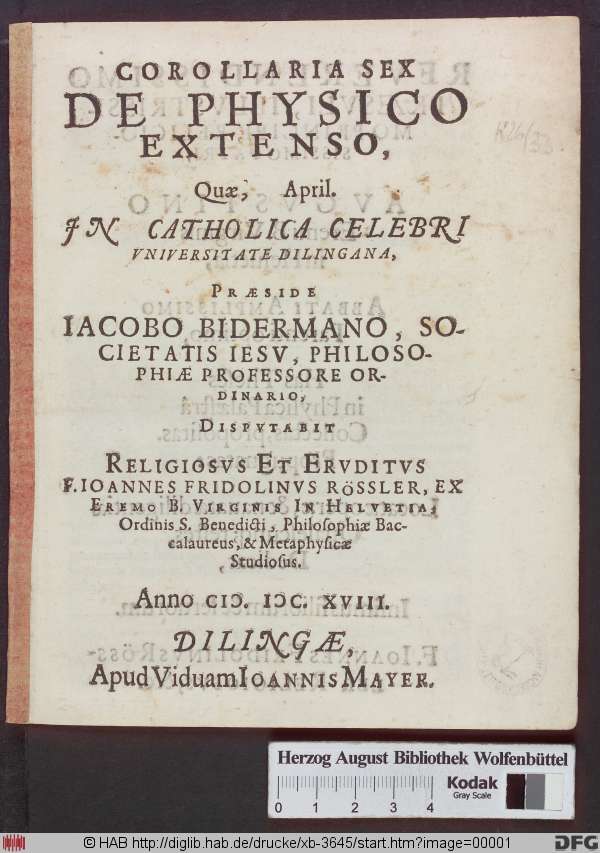 COROLLARIA SEX
DE PHYSICO
EXTENSO,
Quæ, April.
IN CATHOLICA CELEBRI
VNIVERSITATE DILINGANA,
PRÆSIDE
IACOBO BIDERMANO, SO-
CIETATIS IESV, PHILOSO-
PHIÆ PROFESSORE OR-
DINARIO,
DISPVTABIT
RELIGIOSVS ET ERVDITVS
F. IOANNES FRIDOLINVS RöSSLER, EX
EREMO B. VIRGINIS IN HELVETIA,
Ordinis S. Benedicti, Philoſophiæ Bac-
calaureus, & Metaphyſicæ
Studioſus.
Anno CIↃ. IↃC. XVIII.
DILINGÆ,
Apud Viduam IOANNIS MAYER.
Herzog August Bibliothek Wolfenbüttel
Kodak
Gray Scale
0 1 2 3 4
© HAB http://diglib.hab.de/drucke/xb-3645/start.htm?image=00001
DFG